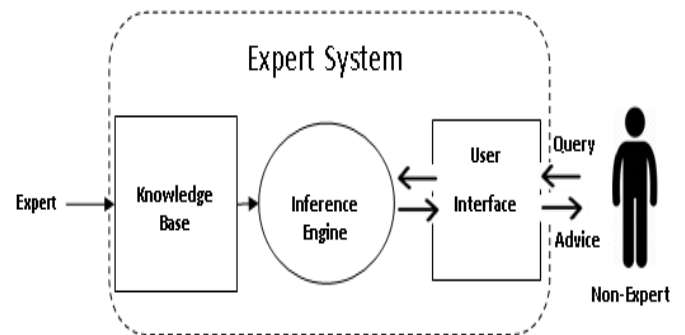 Expert System
Expert
Knowledge
Base
Inference
Engine
User
Interface
Query
Advice
Non-Expert